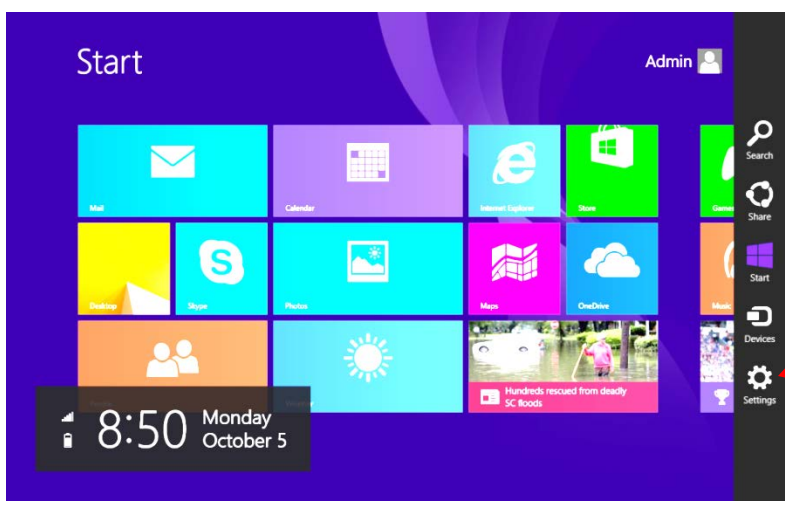 Start
Admin
Search
Share
Start
Devices
Settings
Mail
Calendar
Internet Explorer
Store
Games
Desktop
Skype
Photos
Maps
OneDrive
Music
Hundreds rescued from deadly
SC floods
8:50 Monday
October 5